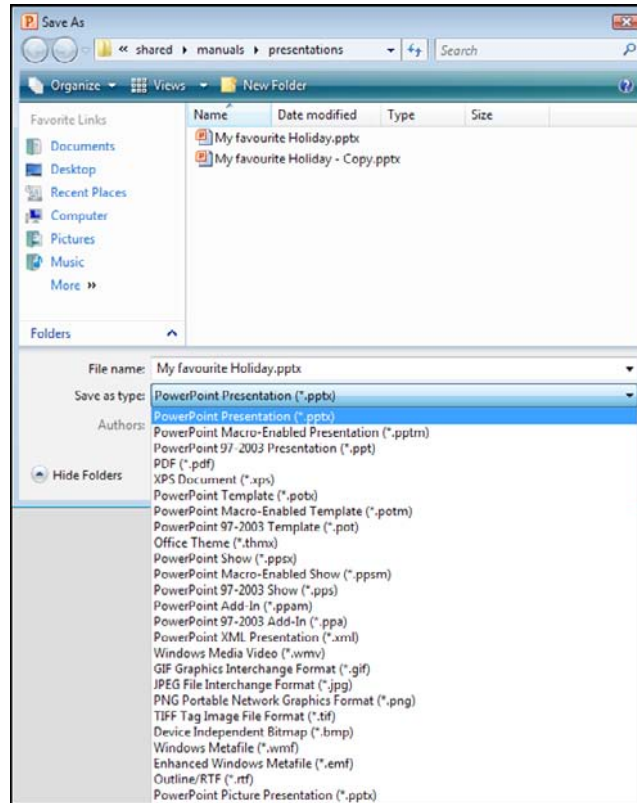 Save As
« shared ▸ manuals ▸ presentations
Search
Organize
Views
New Folder
Favorite Links
Documents
Desktop
Recent Places
Computer
Pictures
Music
More »
Folders
Name Date modified Type Size
My favourite Holiday.pptx
My favourite Holiday - Copy.pptx
File name: My favourite Holiday.pptx
Save as type: PowerPoint Presentation (*.pptx)
Authors:
Hide Folders
PowerPoint Presentation (*.pptx)
PowerPoint Macro-Enabled Presentation (*.pptm)
PowerPoint 97-2003 Presentation (*.ppt)
PDF (*.pdf)
XPS Document (*.xps)
PowerPoint Template (*.potx)
PowerPoint Macro-Enabled Template (*.potm)
PowerPoint 97-2003 Template (*.pot)
Office Theme (*.thmx)
PowerPoint Show (*.ppsx)
PowerPoint Macro-Enabled Show (*.ppsm)
PowerPoint 97-2003 Show (*.pps)
PowerPoint Add-In (*.ppam)
PowerPoint 97-2003 Add-In (*.ppa)
PowerPoint XML Presentation (*.xml)
Windows Media Video (*.wmv)
GIF Graphics Interchange Format (*.gif)
JPEG File Interchange Format (*.jpg)
PNG Portable Network Graphics Format (*.png)
TIFF Tag Image File Format (*.tif)
Device Independent Bitmap (*.bmp)
Windows Metafile (*.wmf)
Enhanced Windows Metafile (*.emf)
Outline/RTF (*.rtf)
PowerPoint Picture Presentation (*.pptx)